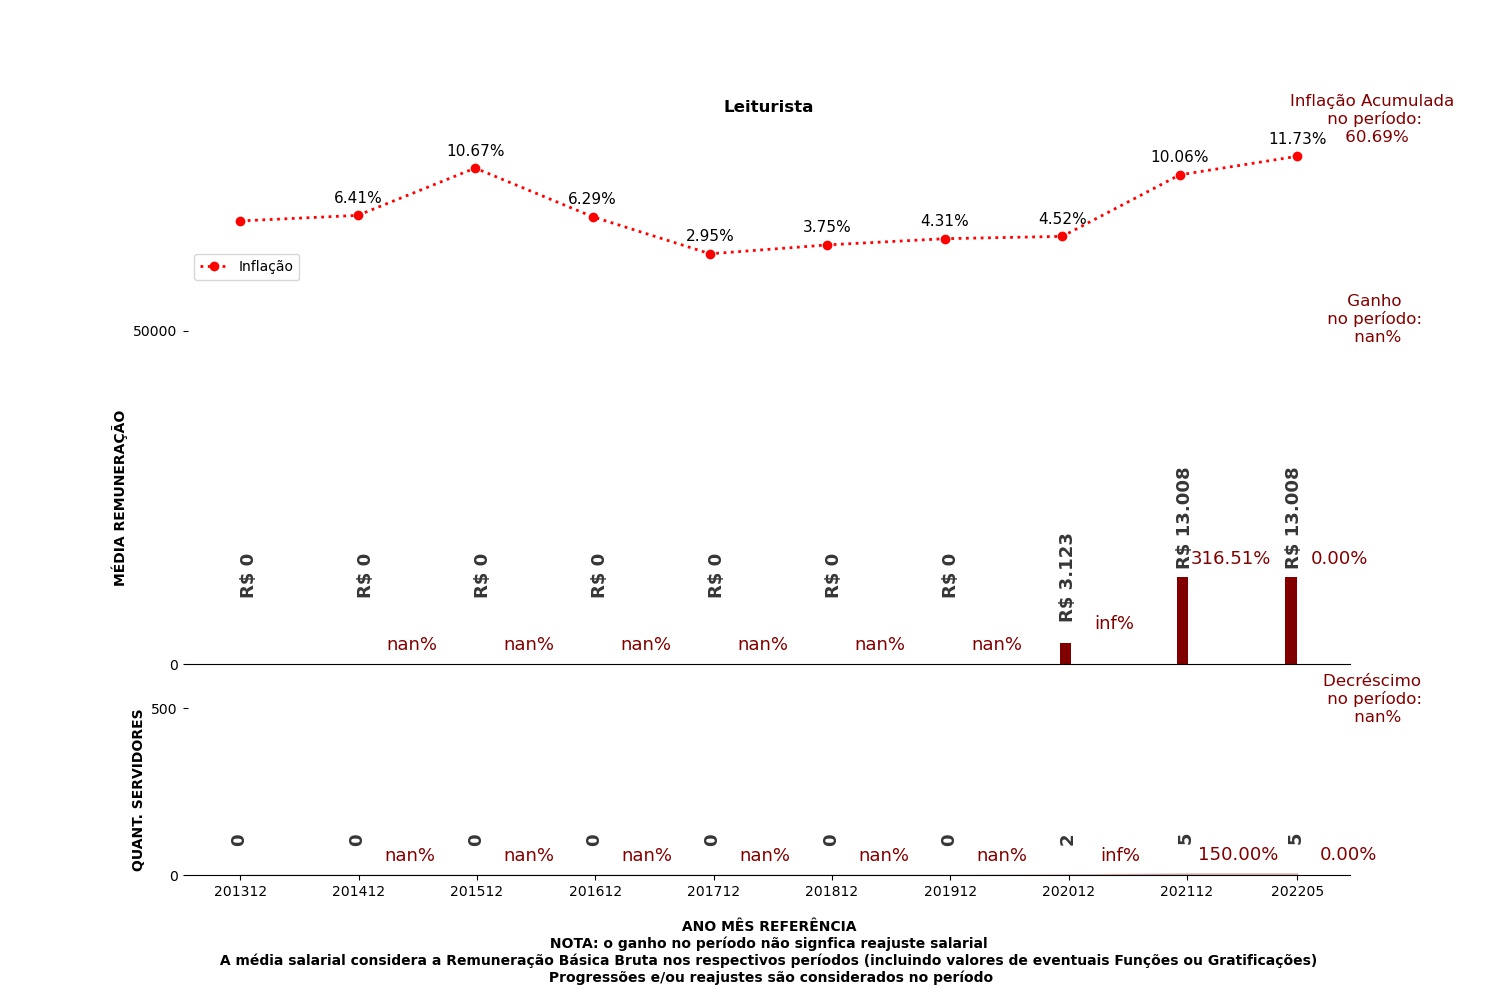 Leiturista
Inflação Acumulada
no período:
60.69%
6.41%
10.67%
6.29%
2.95%
3.75%
4.31%
4.52%
10.06%
11.73%
Inflação
Ganho
no período:
nan%
50000
0
MÉDIA REMUNERAÇÃO
R$ 0
R$ 0
R$ 0
R$ 0
R$ 0
R$ 0
R$ 0
R$ 3.123
R$ 13.008
R$ 13.008
nan%
nan%
nan%
nan%
nan%
nan%
inf%
316.51%
0.00%
Decréscimo
no período:
nan%
500
0
QUANT. SERVIDORES
0
0
0
0
0
0
0
2
5
5
nan%
nan%
nan%
nan%
nan%
nan%
inf%
150.00%
0.00%
201312
201412
201512
201612
201712
201812
201912
202012
202112
202205
ANO MÊS REFERÊNCIA
NOTA: o ganho no período não signfica reajuste salarial
A média salarial considera a Remuneração Básica Bruta nos respectivos períodos (incluindo valores de eventuais Funções ou Gratificações)
Progressões e/ou reajustes são considerados no período